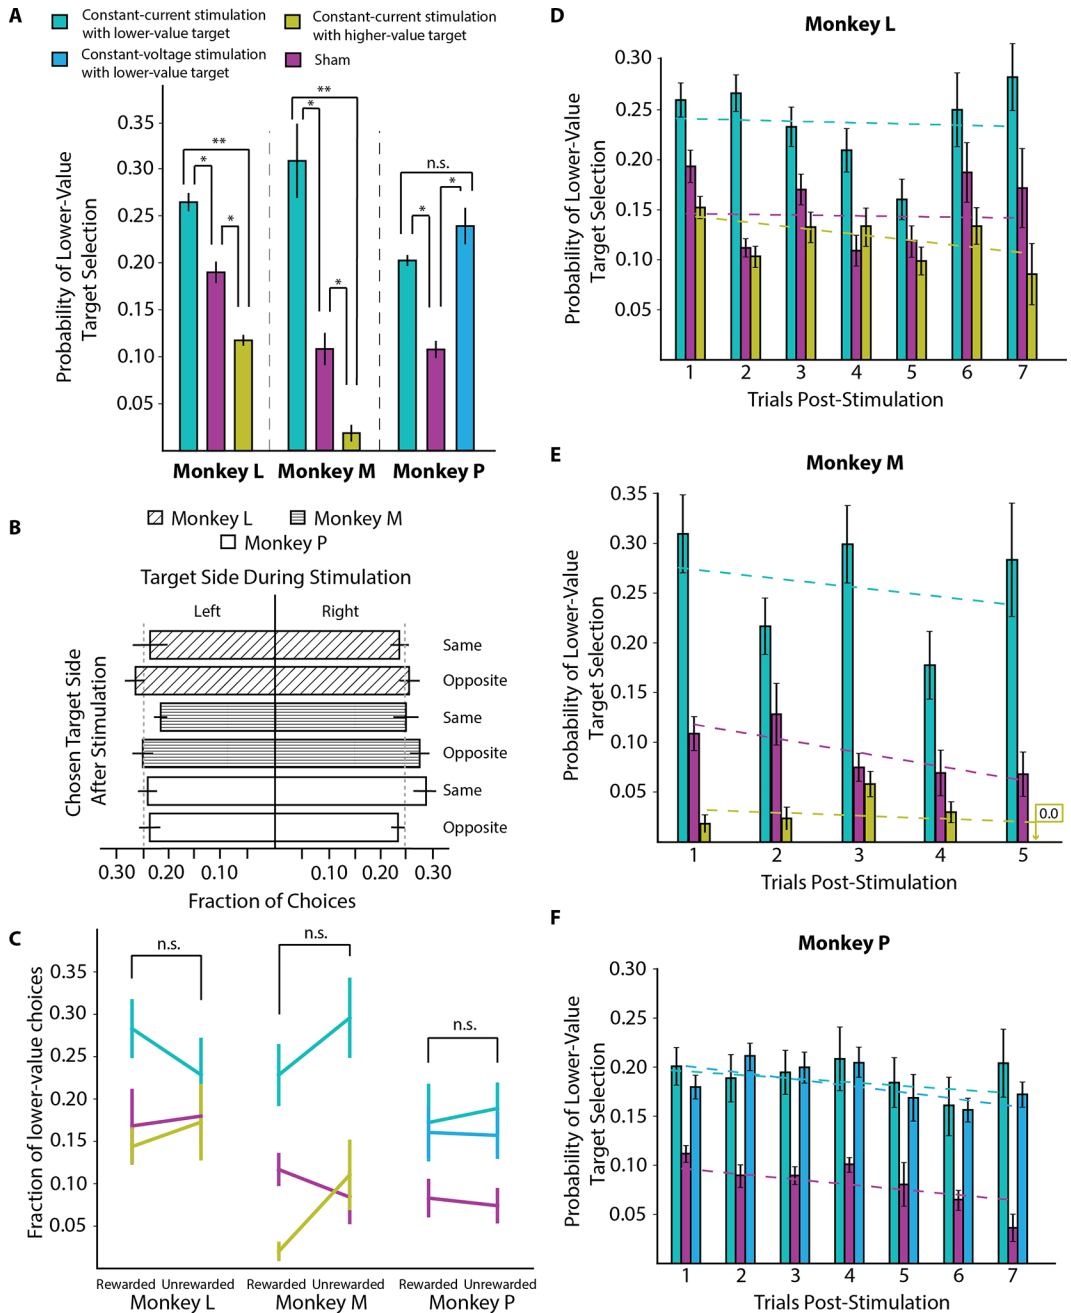 A
Constant-current stimulation
with lower-value target
Constant-current stimulation
with higher-value target
Constant-voltage stimulation
with lower-value target
Sham
Probability of Lower-Value
Target Selection
0.35
0.30
0.25
0.20
0.15
0.10
0.05
**
*
*
**
*
*
n.s.
*
*
Monkey L
Monkey M
Monkey P
B
Monkey L
Monkey M
Monkey P
Target Side During Stimulation
Left
Right
Chosen Target Side
After Stimulation
Same
Opposite
Same
Opposite
Same
Opposite
0.30 0.20 0.10 0.10 0.20 0.30
Fraction of Choices
C
Fraction of lower-value choices
0.35
0.30
0.25
0.20
0.15
0.10
0.05
n.s.
n.s.
n.s.
Rewarded Unrewarded
Monkey L
Rewarded Unrewarded
Monkey M
Rewarded Unrewarded
Monkey P
D
Monkey L
Probability of Lower-Value
Target Selection
0.30
0.25
0.20
0.15
0.10
0.05
1 2 3 4 5 6 7
Trials Post-Stimulation
E
Monkey M
Probability of Lower-Value
Target Selection
0.35
0.30
0.25
0.20
0.15
0.10
0.05
0.0
1 2 3 4 5
Trials Post-Stimulation
F
Monkey P
Probability of Lower-Value
Target Selection
0.30
0.25
0.20
0.15
0.10
0.05
1 2 3 4 5 6 7
Trials Post-Stimulation